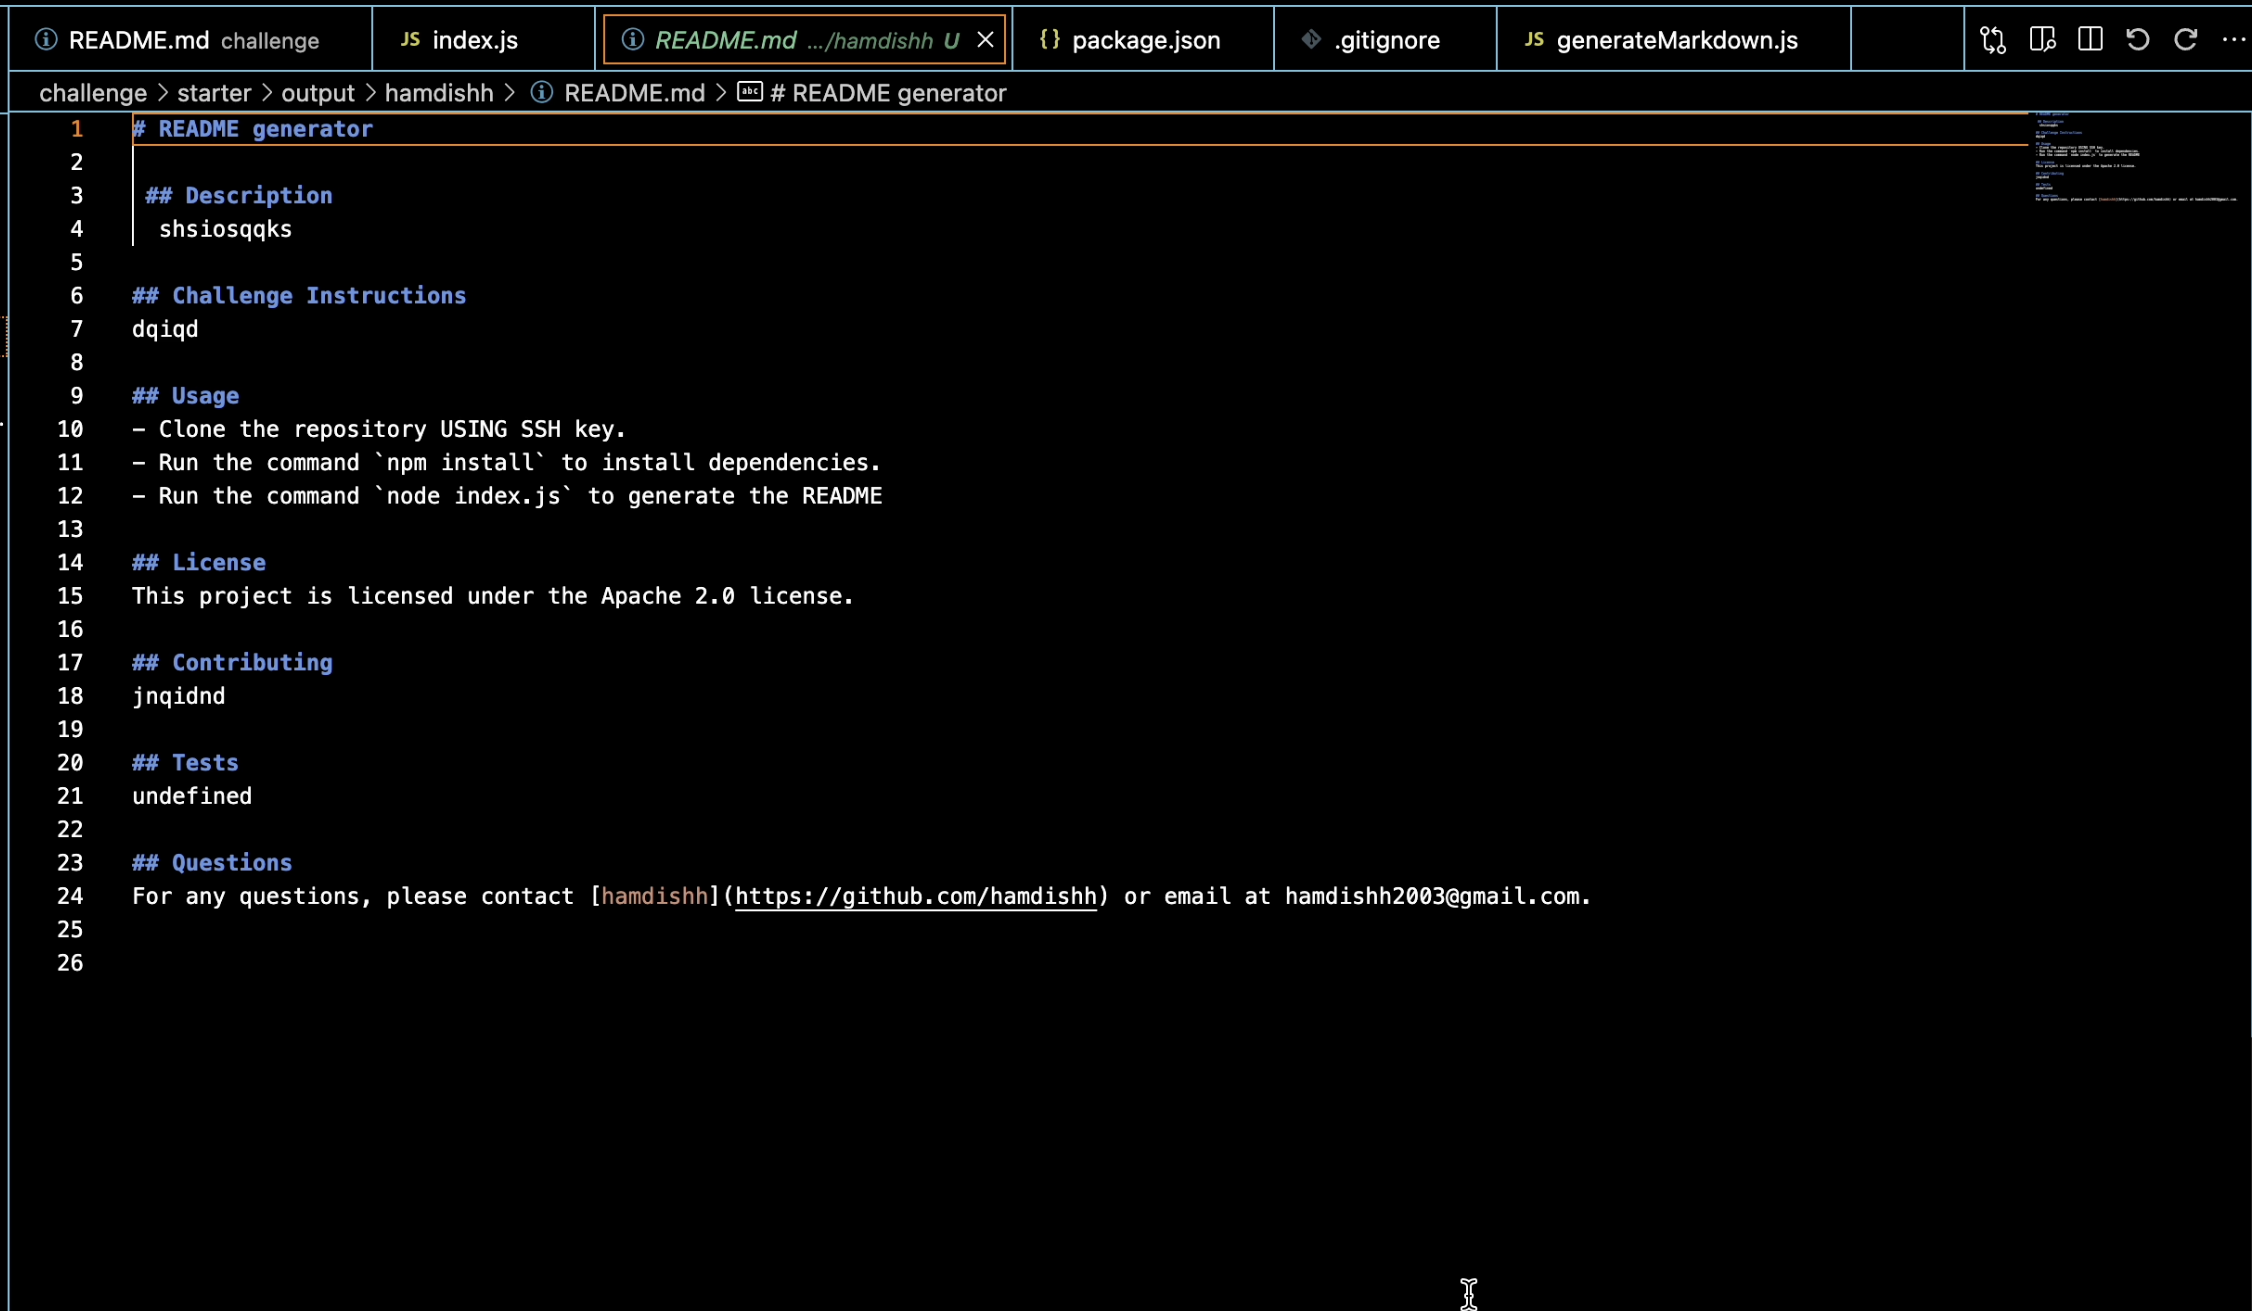 README.md challenge
JS index.js
README.md .../hamdishh U
{} package.json
.gitignore
JS generateMarkdown.js
challenge > starter > output > hamdishh > README.md > abc # README generator
1 # README generator
2
3 ## Description
4 shsiosqqks
5
6 ## Challenge Instructions
7 dqiqd
8
9 ## Usage
10 - Clone the repository USING SSH key.
11 - Run the command `npm install` to install dependencies.
12 - Run the command `node index.js` to generate the README
13
14 ## License
15 This project is licensed under the Apache 2.0 license.
16
17 ## Contributing
18 jnqidnd
19
20 ## Tests
21 undefined
22
23 ## Questions
24 For any questions, please contact [hamdishh](https://github.com/hamdishh) or email at hamdishh2003@gmail.com.
25
26